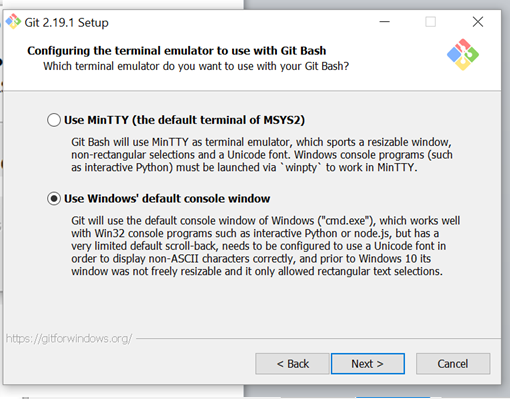 Git 2.19.1 Setup
Configuring the terminal emulator to use with Git Bash
Which terminal emulator do you want to use with your Git Bash?
Use MinTTY (the default terminal of MSYS2)
Git Bash will use MinTTY as terminal emulator, which sports a resizable window,
non-rectangular selections and a Unicode font. Windows console programs (such
as interactive Python) must be launched via `winpty` to work in MinTTY.
Use Windows' default console window
Git will use the default console window of Windows ("cmd.exe"), which works well
with Win32 console programs such as interactive Python or node.js, but has a
very limited default scroll-back, needs to be configured to use a Unicode font in
order to display non-ASCII characters correctly, and prior to Windows 10 its
window was not freely resizable and it only allowed rectangular text selections.
https://gitforwindows.org/
< Back
Next >
Cancel